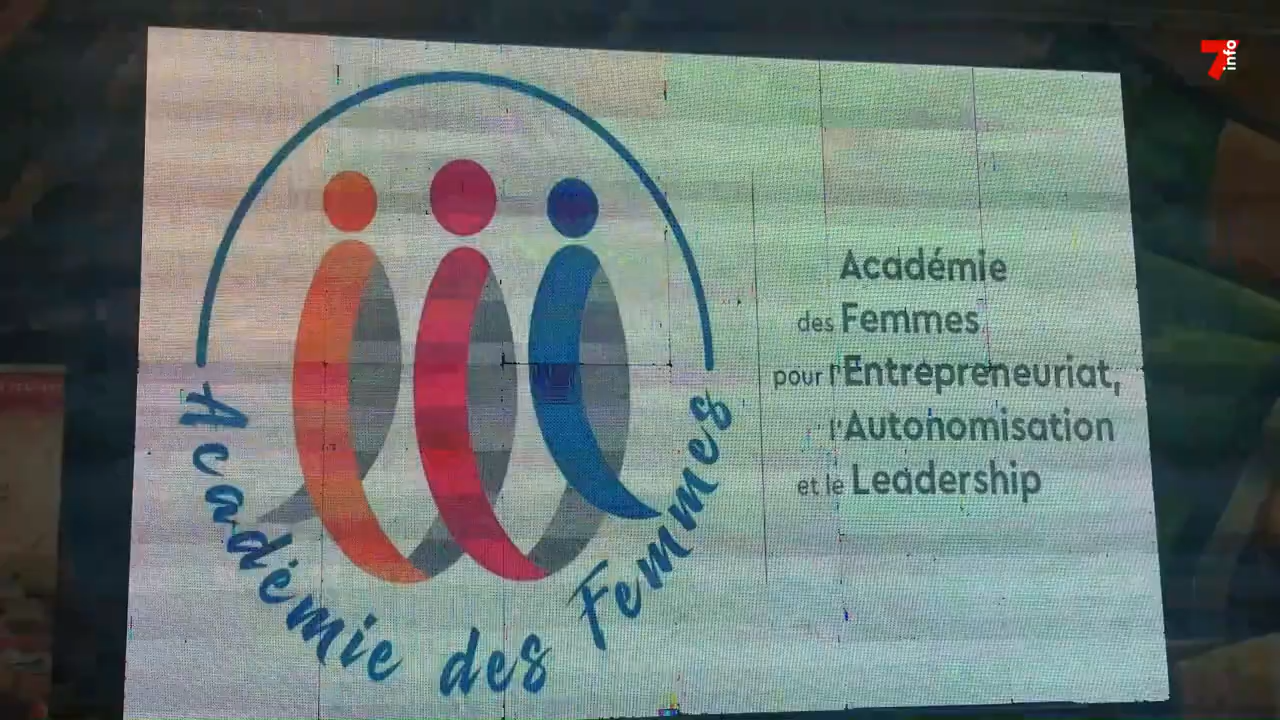 7info
Académie des Femmes
Académie
des Femmes
pour l'Entrepreneuriat,
l'Autonomisation
et le Leadership